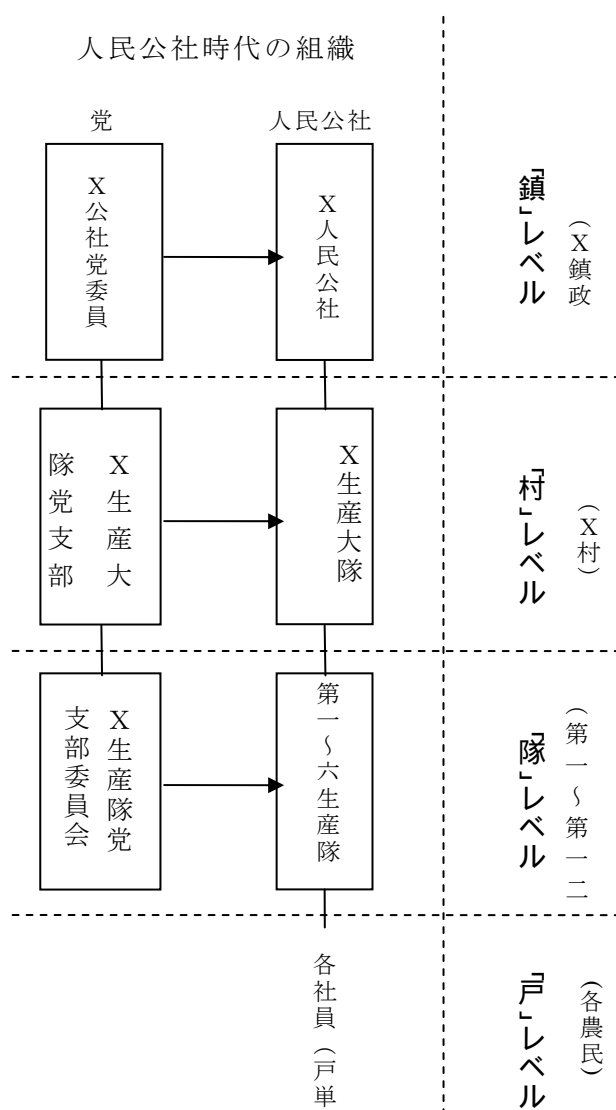 人民公社時代の組織
党
人民公社
X公社党委員
X人民公社
「鎮」レベル
（X鎮政
X生産大
隊党支部
X生産大隊
「村」レベル
（X村）
X生産隊党
支部委員会
第一～六生産隊
「隊」レベル
（第一～第一二
各社員（戸単
「戸」レベル
（各農民）